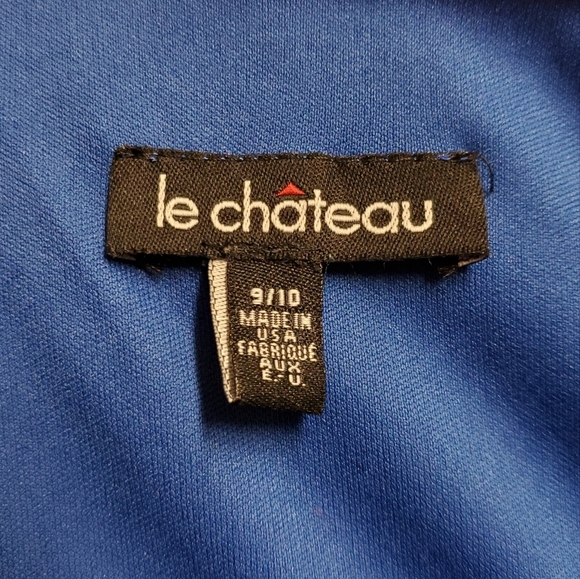 le château
9/10
MADE IN
USA
FABRIQUÉ
AUX
É.-U.